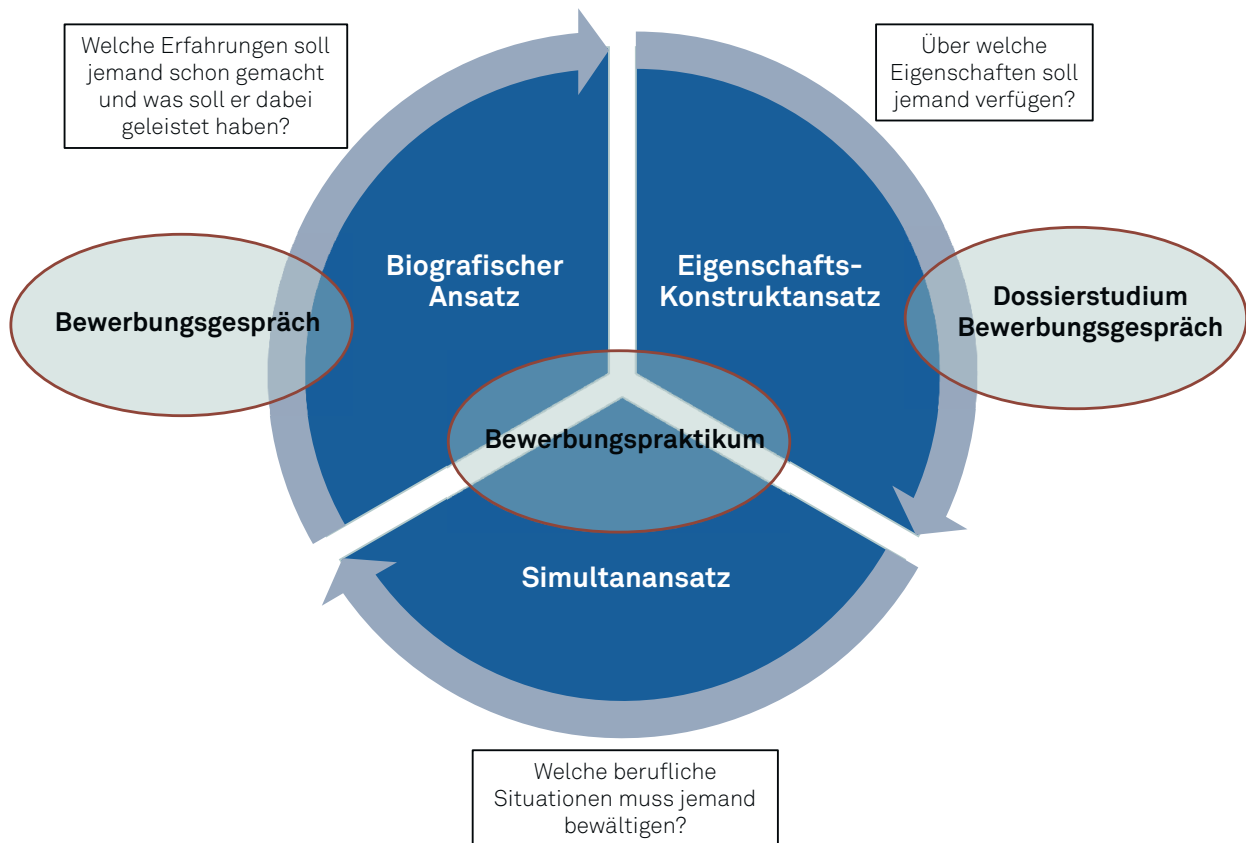 Welche Erfahrungen soll
jemand schon gemacht
und was soll er dabei
geleistet haben?
Über welche
Eigenschaften soll
jemand verfügen?
Biografischer
Ansatz
Eigenschafts-
Konstruktansatz
Bewerbungsgespräch
Dossierstudium
Bewerbungsgespräch
Bewerbungspraktikum
Simultanansatz
Welche berufliche
Situationen muss jemand
bewältigen?